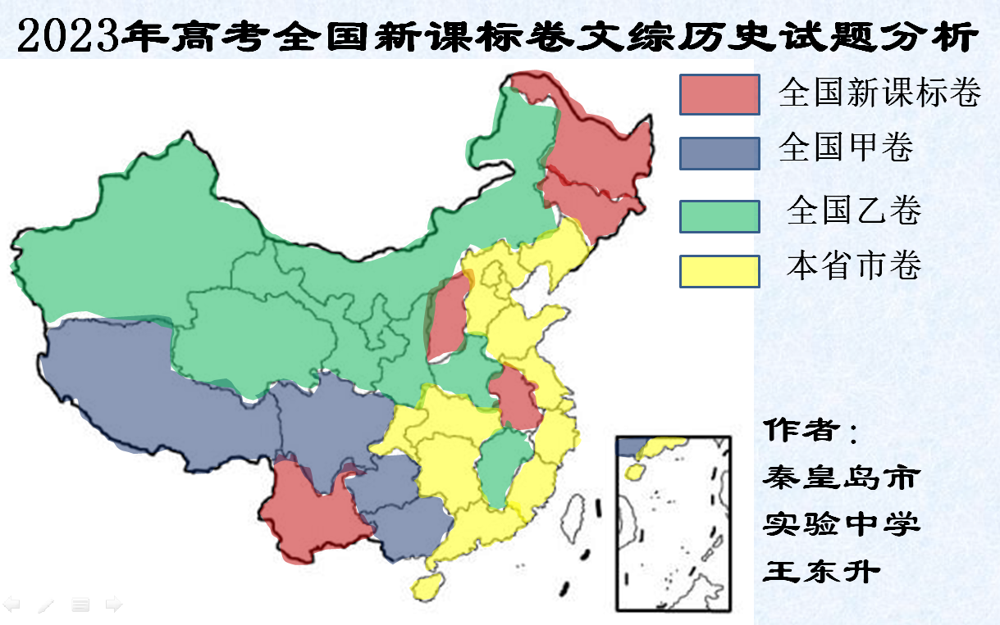 2023年高考全国新课标卷文综历史试题分析
全国新课标卷
全国甲卷
全国乙卷
本省市卷
作者：
秦皇岛市
实验中学
王东升